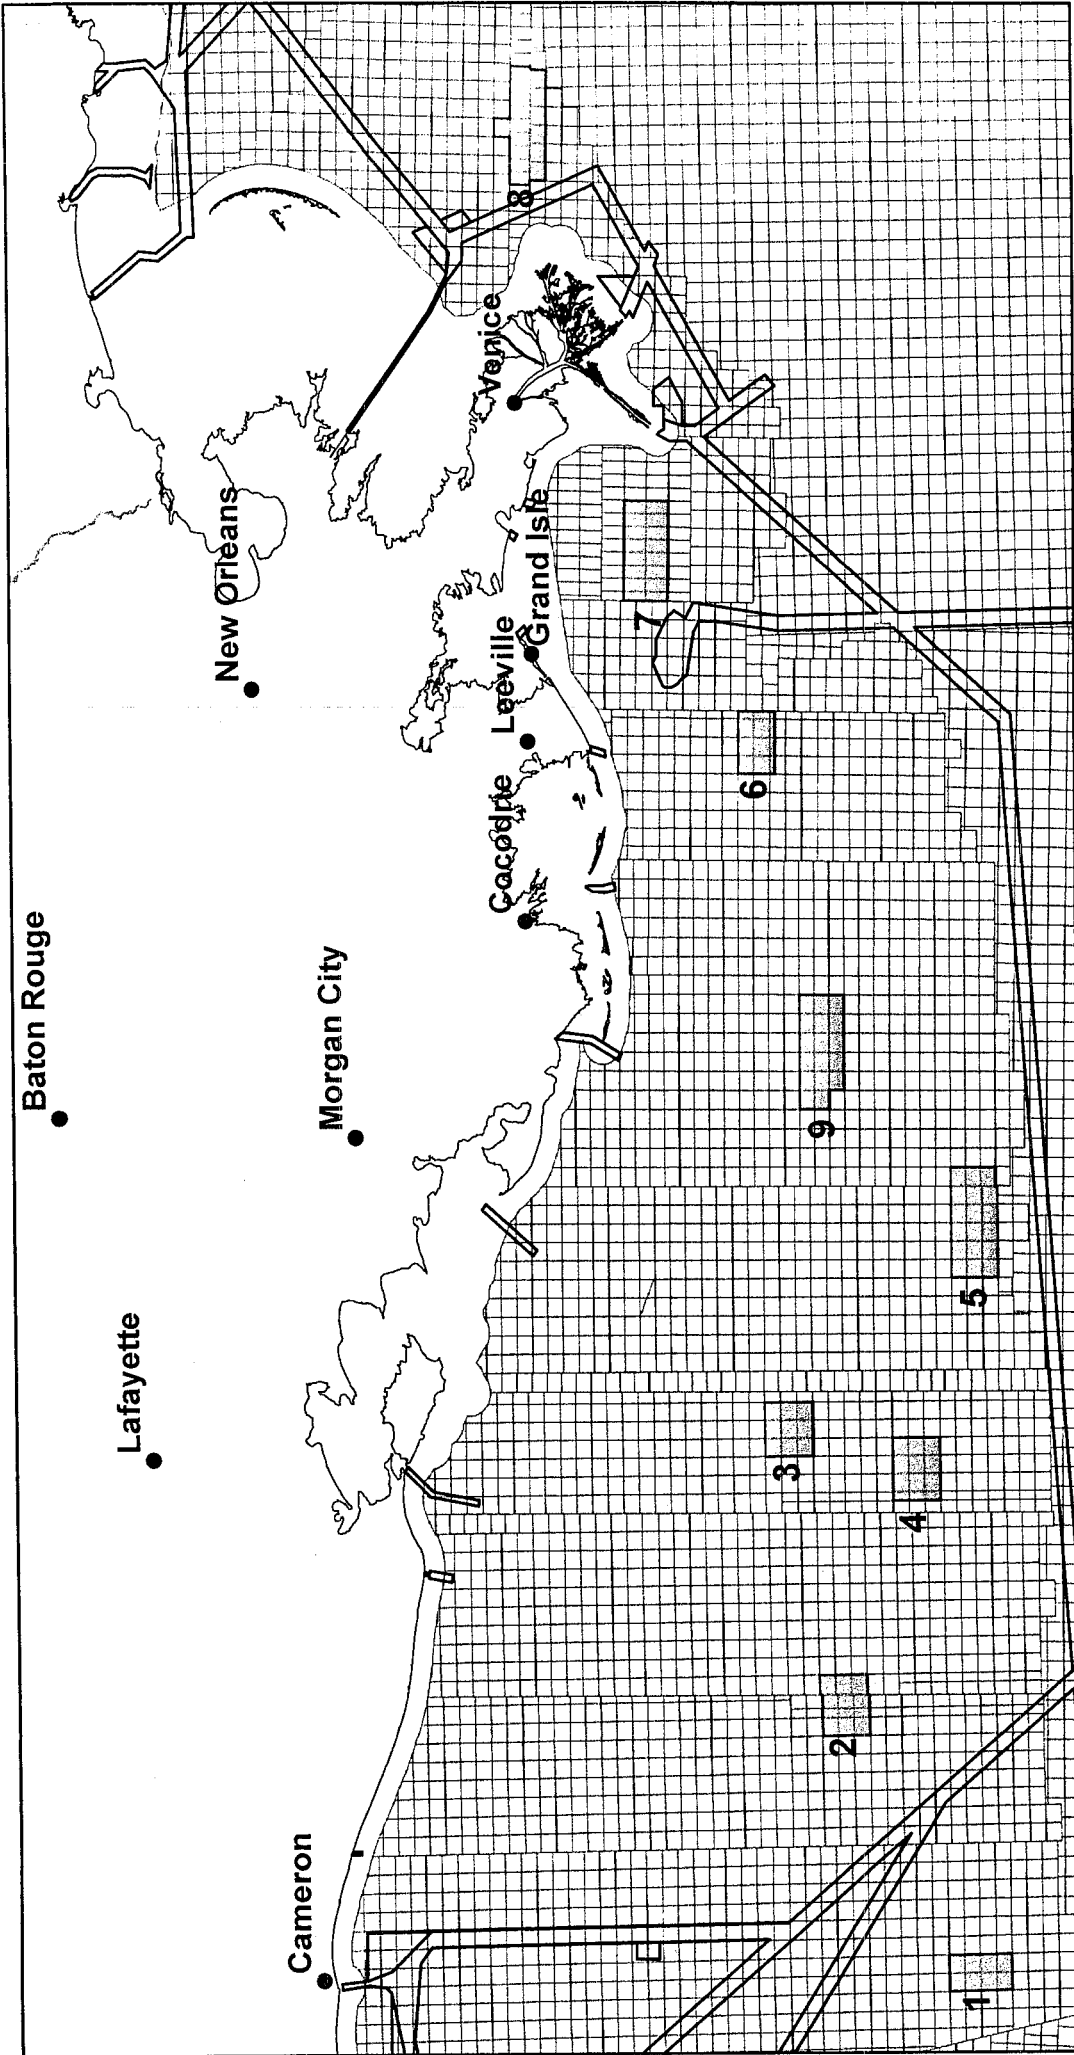 Baton Rouge
Lafayette
New Orleans
Cameron
Morgan City
Venice
Cocodrie
Leeville
Grand Isle
8
7
6
3
2
9
4
5
1